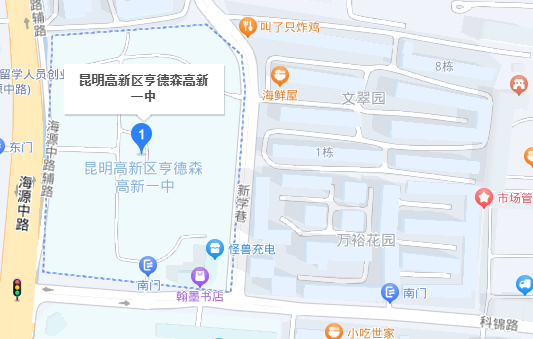 辅路
叫了只炸鸡
留学人员创业
源中路)
昆明高新区亨德森高新
一中
8栋
海鲜屋
文翠园
1
海源中路辅路
东门
1栋
昆明高新区亨德森
高新一中
海源中路
新学巷
市场管
万裕花园
怪兽充电
南门
翰墨书店
南门
科锦路
小吃世家